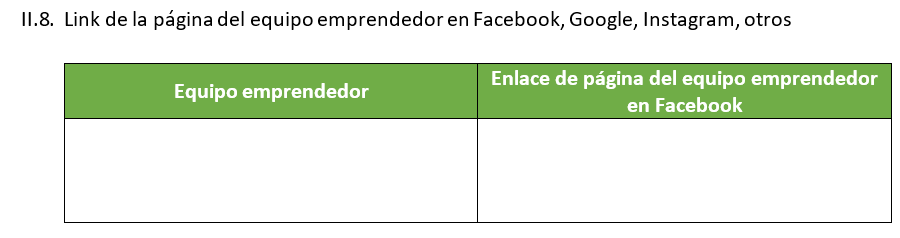 II.8. Link de la página del equipo emprendedor en Facebook, Google, Instagram, otros
Equipo emprendedor
Enlace de página del equipo emprendedor
en Facebook